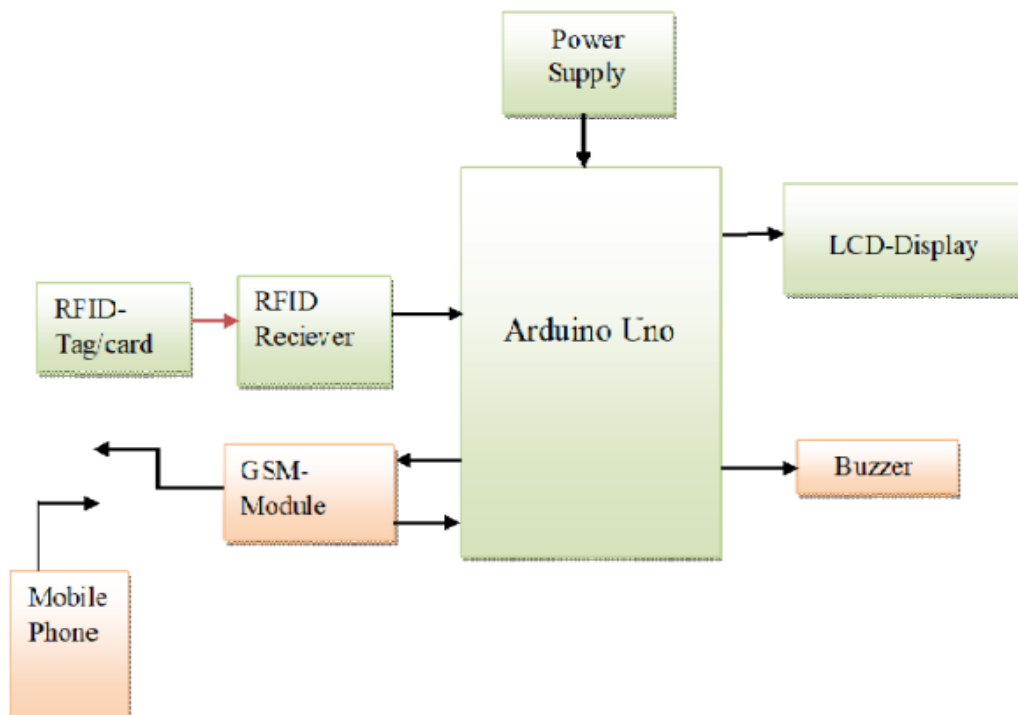 Power
Supply
LCD-Display
RFID-
Tag/card
RFID
Reciever
Arduino Uno
GSM-
Module
Buzzer
Mobile
Phone